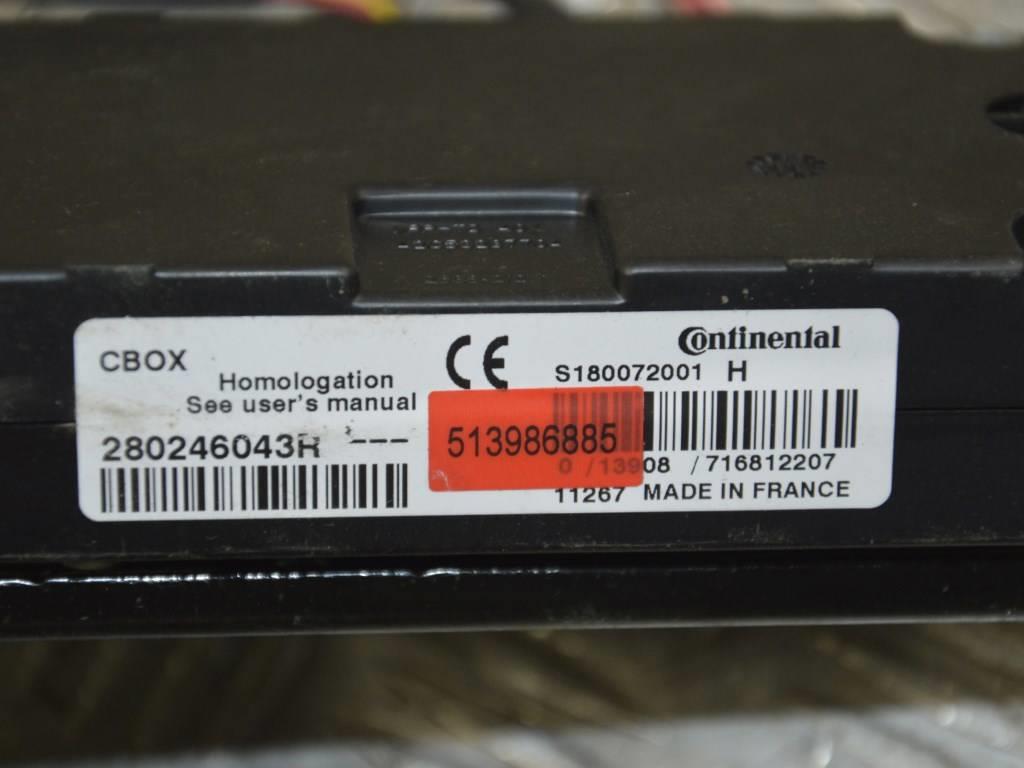 CBOX
Homologation
See user's manual
280246043R ---
CE
Continental
S180072001 H
513986885
0 /13908 /716812207
11267 MADE IN FRANCE